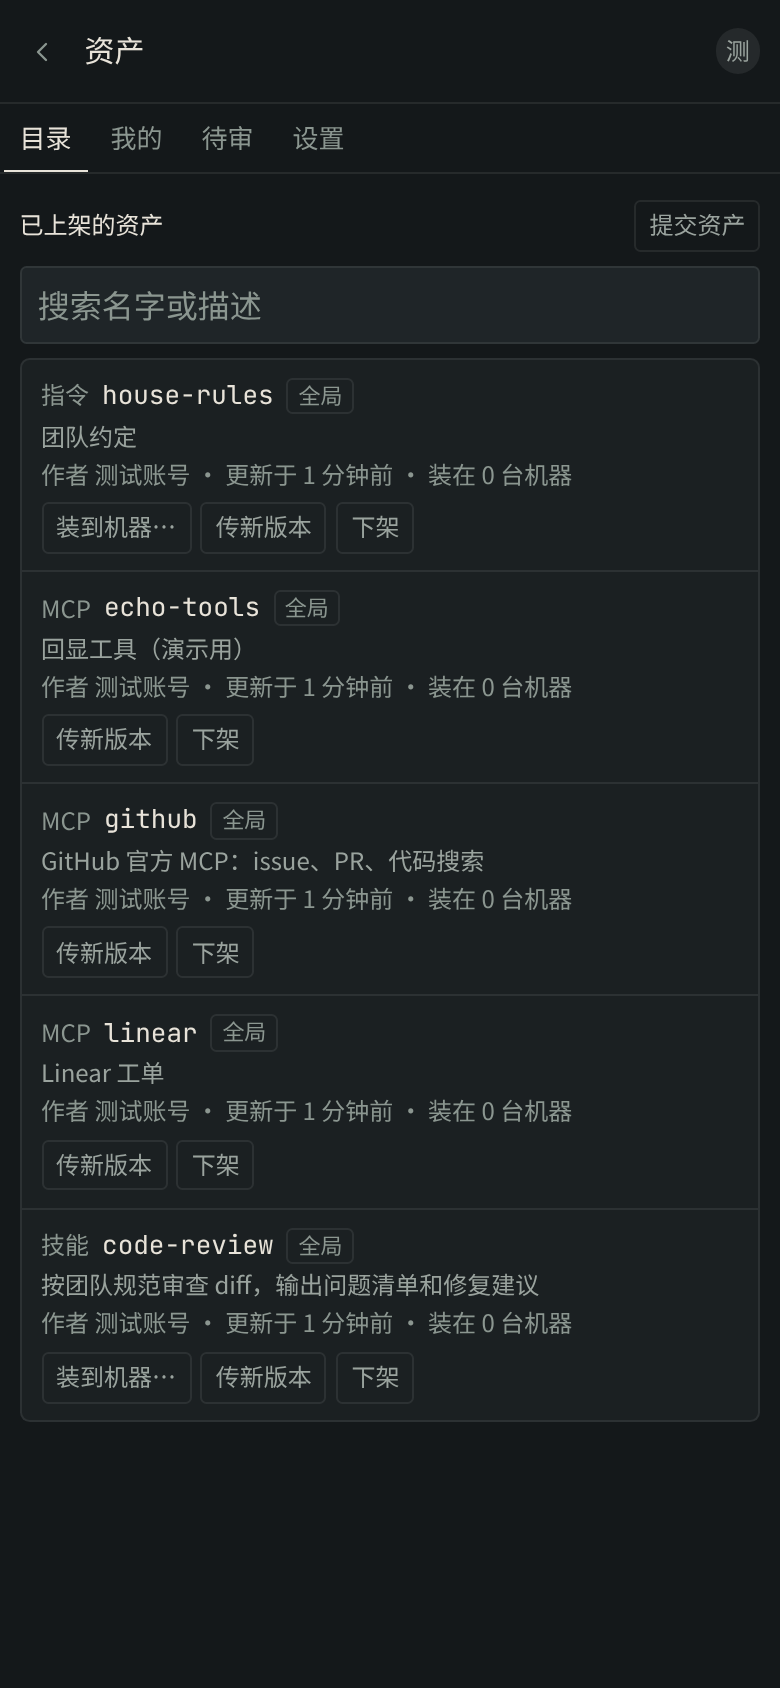 资产
测
目录 我的 待审 设置
已上架的资产 提交资产
搜索名字或描述
指令 house-rules 全局
团队约定
作者 测试账号 · 更新于 1 分钟前 · 装在 0 台机器
装到机器… 传新版本 下架
MCP echo-tools 全局
回显工具（演示用）
作者 测试账号 · 更新于 1 分钟前 · 装在 0 台机器
传新版本 下架
MCP github 全局
GitHub 官方 MCP：issue、PR、代码搜索
作者 测试账号 · 更新于 1 分钟前 · 装在 0 台机器
传新版本 下架
MCP linear 全局
Linear 工单
作者 测试账号 · 更新于 1 分钟前 · 装在 0 台机器
传新版本 下架
技能 code-review 全局
按团队规范审查 diff，输出问题清单和修复建议
作者 测试账号 · 更新于 1 分钟前 · 装在 0 台机器
装到机器… 传新版本 下架